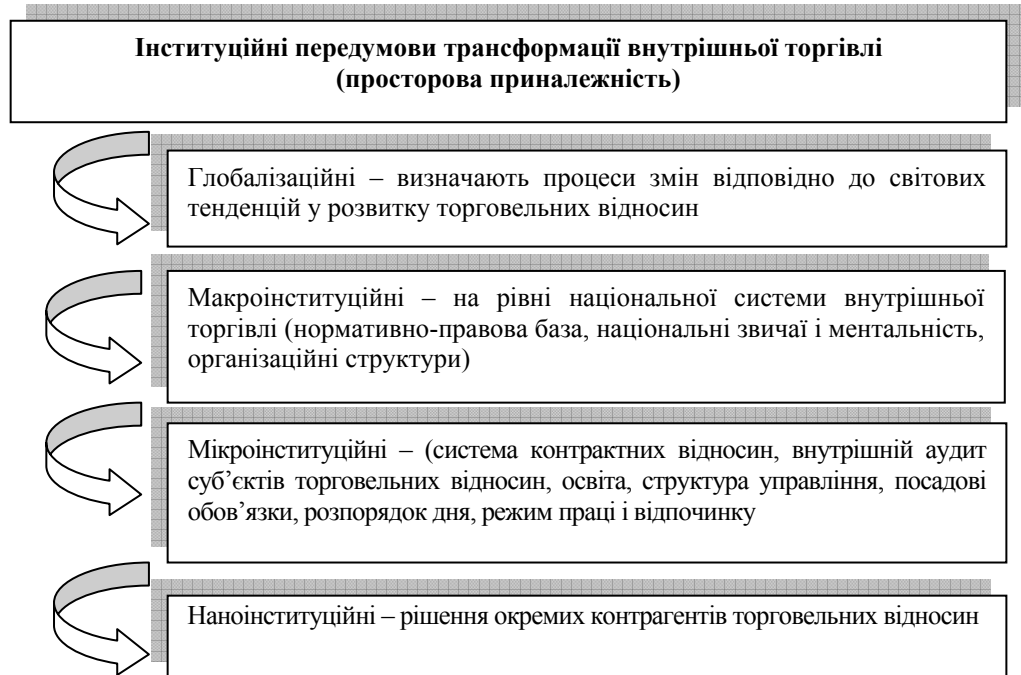 Інституційні передумови трансформації внутрішньої торгівлі
(просторова приналежність)
Глобалізаційні – визначають процеси змін відповідно до світових
тенденцій у розвитку торговельних відносин
Макроінституційні – на рівні національної системи внутрішньої
торгівлі (нормативно-правова база, національні звичаї і ментальність,
організаційні структури)
Мікроінституційні – (система контрактних відносин, внутрішній аудит
суб’єктів торговельних відносин, освіта, структура управління, посадові
обов’язки, розпорядок дня, режим праці і відпочинку
Наноінституційні – рішення окремих контрагентів торговельних відносин